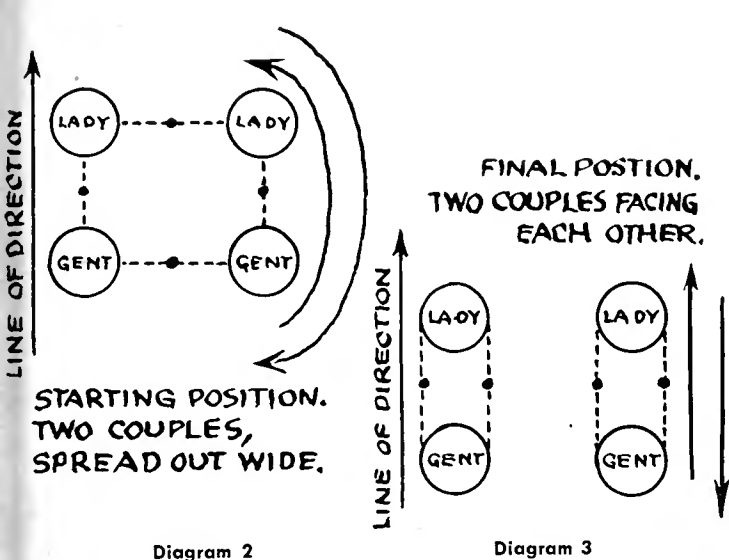 LINE OF DIRECTION
LADY LADY
GENT GENT
STARTING POSITION.
TWO COUPLES,
SPREAD OUT WIDE.
Diagram 2
FINAL POSTION.
TWO COUPLES FACING
EACH OTHER.
LINE OF DIRECTION
LADY LADY
GENT GENT
Diagram 3